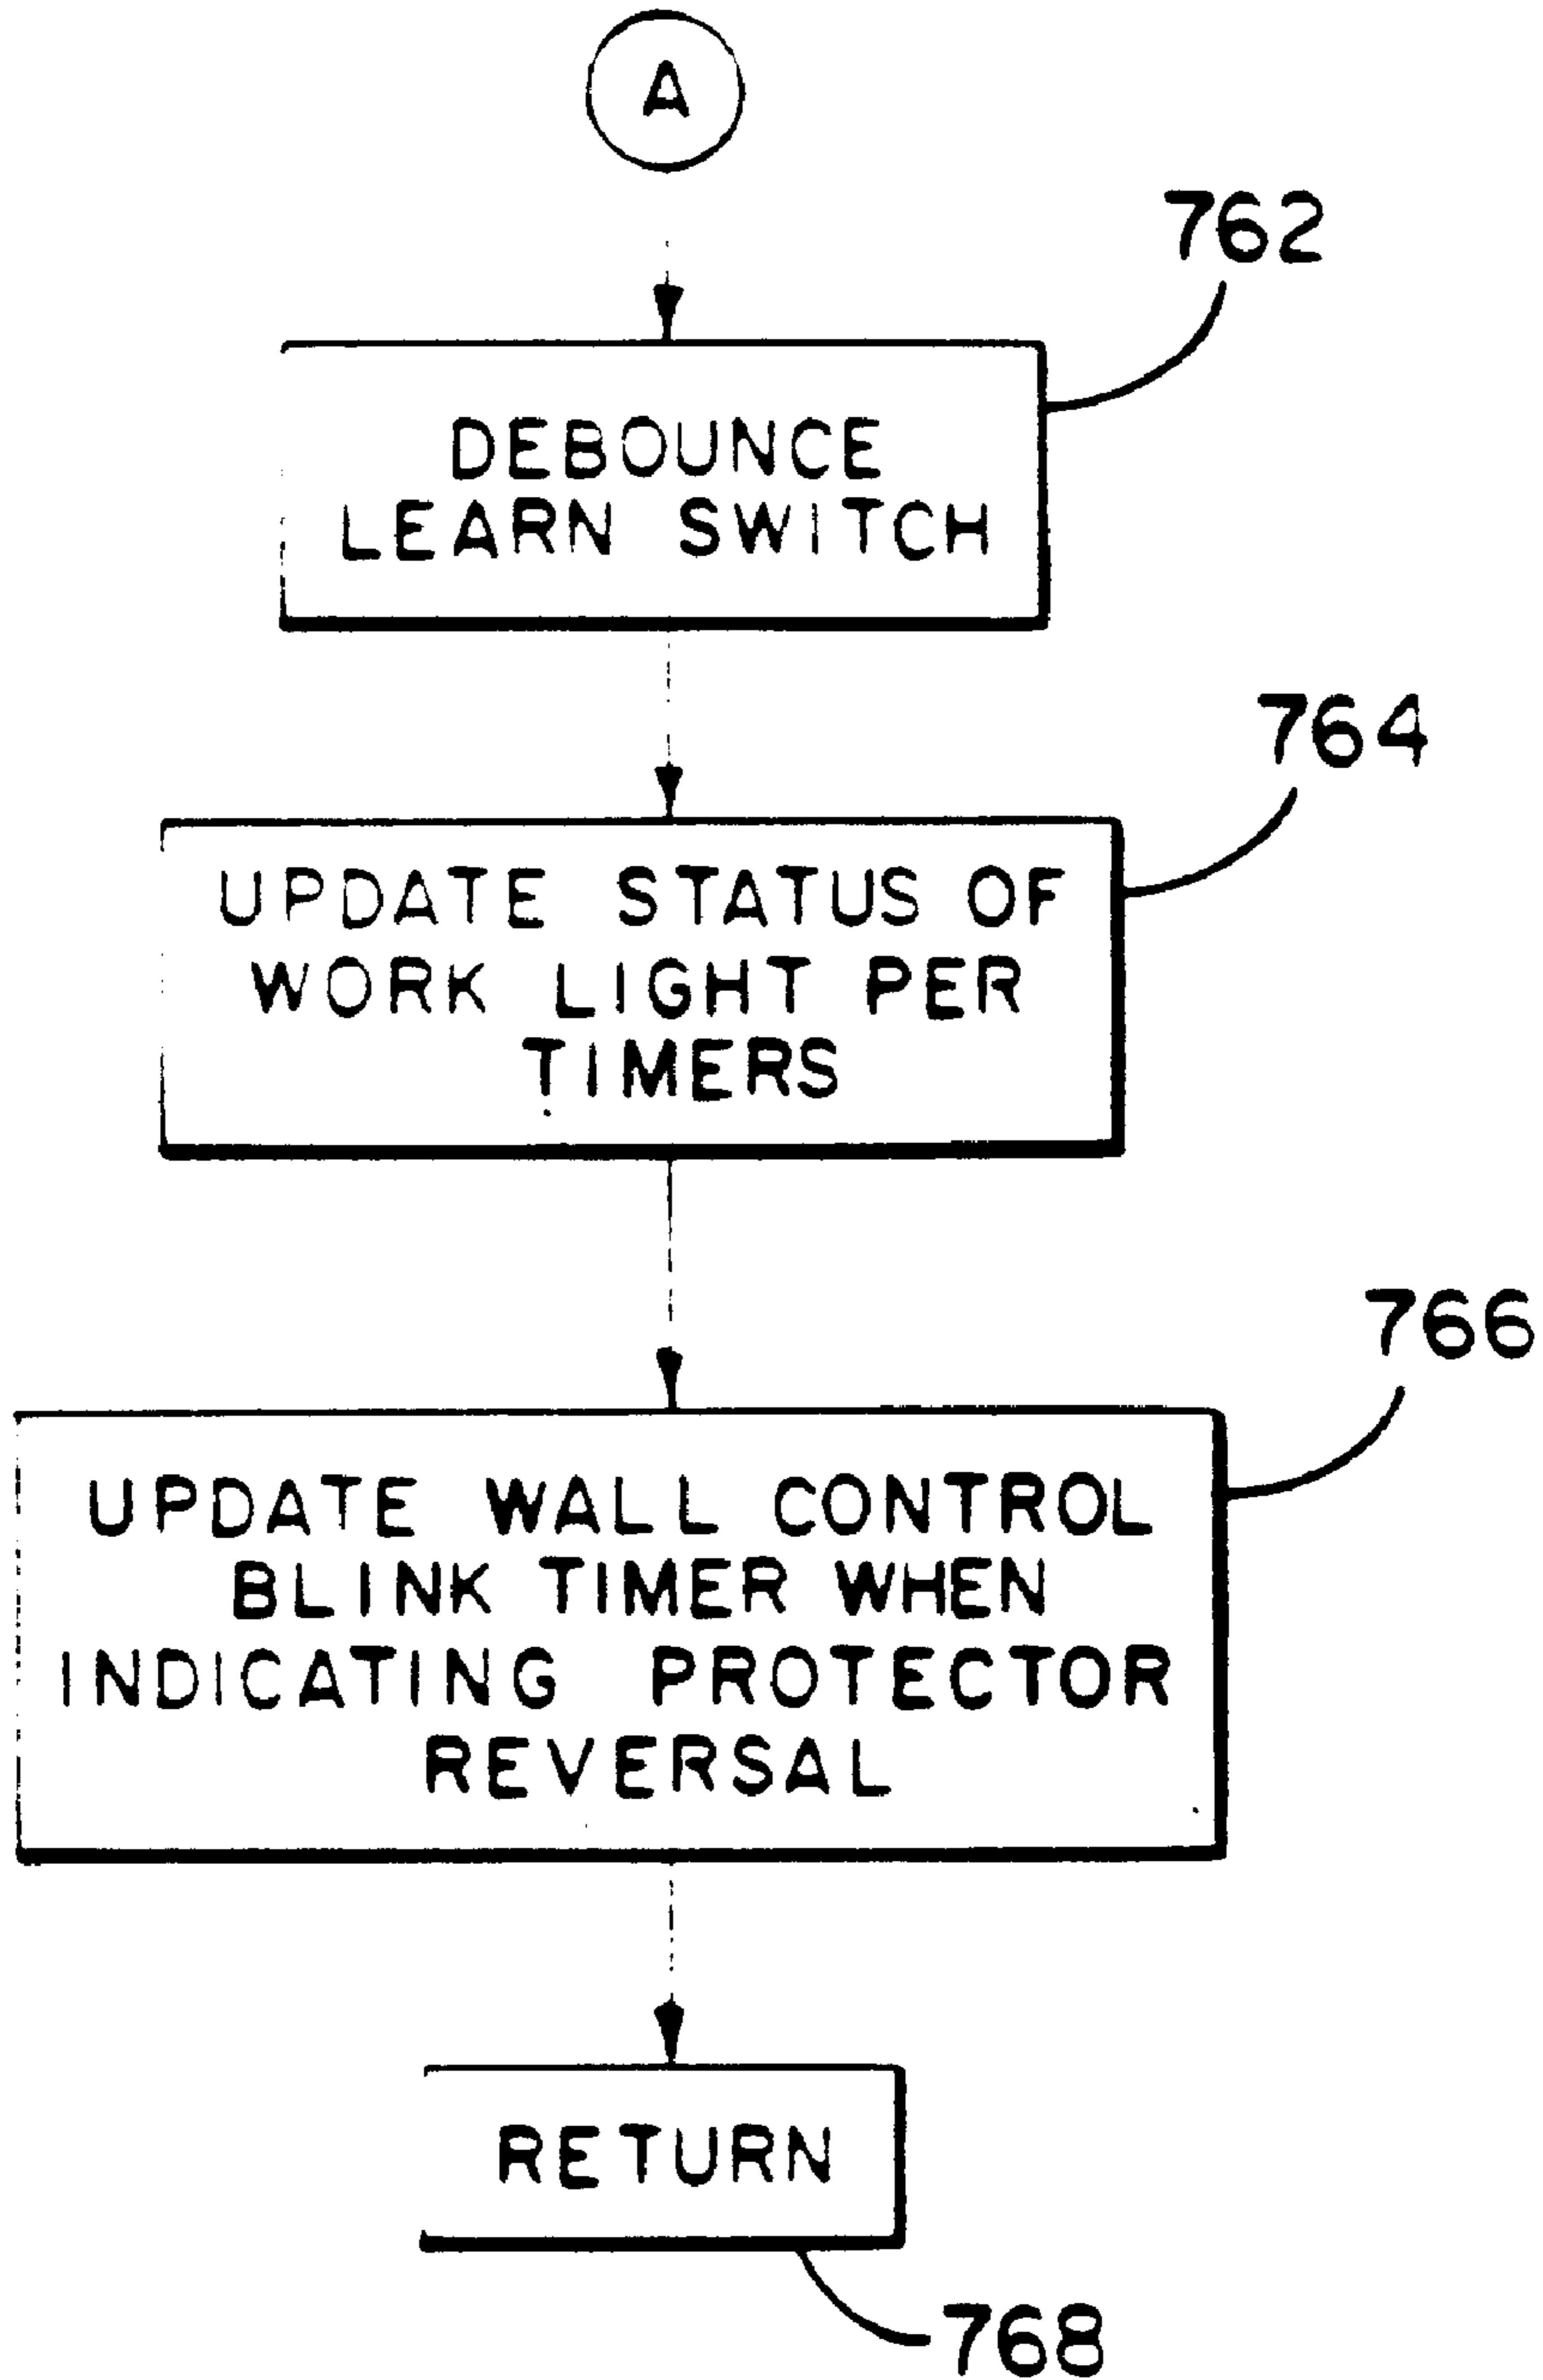 A
762
DEBOUNCE
LEARN SWITCH
764
UPDATE STATUS OF
WORK LIGHT PER
TIMERS
766
UPDATE WALL CONTROL
BLINK TIMER WHEN
INDICATING PROTECTOR
REVERSAL
RETURN
768